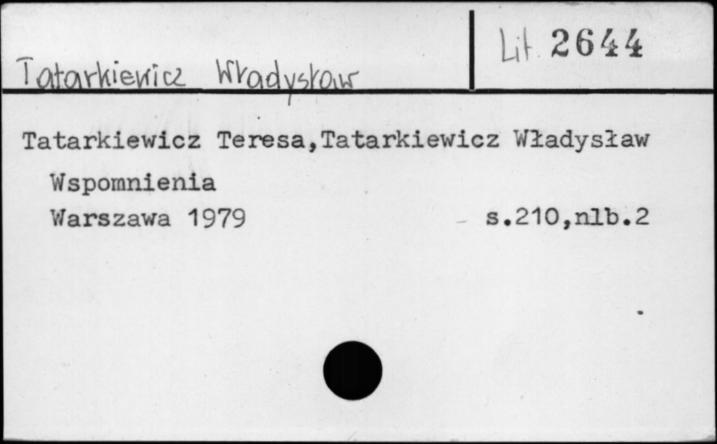 Tatarkiewicz Władysław
Lit. 2644
Tatarkiewicz Teresa,Tatarkiewicz Władysław
Wspomnienia
Warszawa 1979 s.210,nlb.2